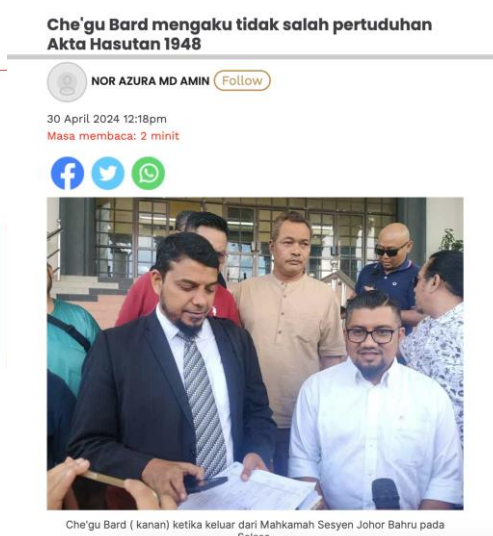 Che'gu Bard mengaku tidak salah pertuduhan
Akta Hasutan 1948
NOR AZURA MD AMIN Follow
30 April 2024 12:18pm
Masa membaca: 2 minit
Che'gu Bard ( kanan) ketika keluar dari Mahkamah Sesyen Johor Bahru pada